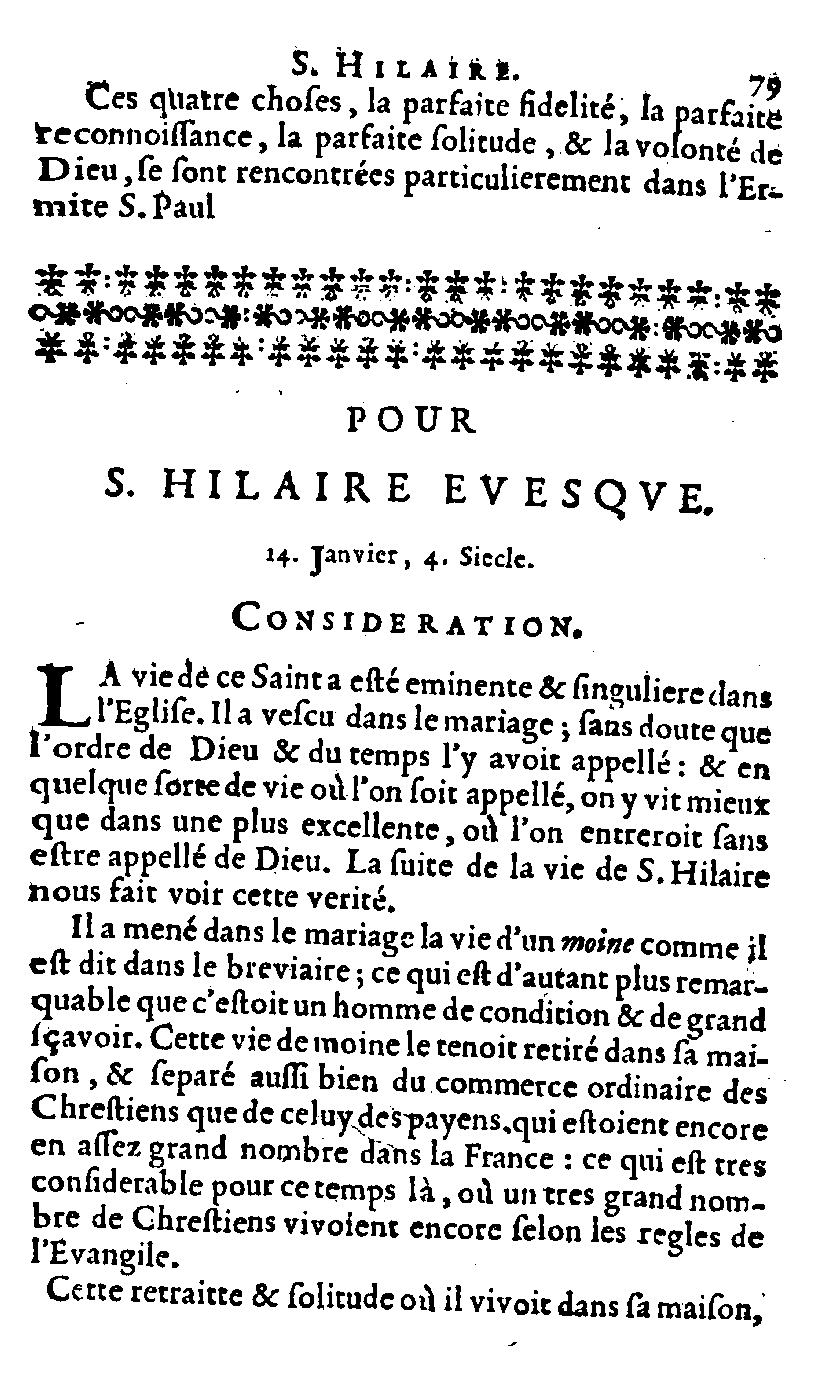 S. HILAIRE. 79
Ces quatre choſes, la parfaite fidelité, la parfaite
reconnoiſſance, la parfaite ſolitude, & la volonté de
Dieu, ſe ſont rencontrées particulierement dans l'Er-
mite S. Paul
POUR
S. HILAIRE EVESQVE.
14. Janvier, 4. Siecle.
CONSIDERATION.
LA vie de ce Saint a eſté eminente & ſinguliere dans
l'Egliſe. Il a veſcu dans le mariage; ſans doute que
l'ordre de Dieu & du temps l'y avoit appellé: & en
quelque ſorte de vie où l'on ſoit appellé, on y vit mieux
que dans une plus excellente, où l'on entreroit ſans
eſtre appellé de Dieu. La ſuite de la vie de S. Hilaire
nous fait voir cette verité.
Il a mené dans le mariage la vie d'un moine comme il
eſt dit dans le breviaire; ce qui eſt d'autant plus remar-
quable que c'eſtoit un homme de condition & de grand
ſçavoir. Cette vie de moine le tenoit retiré dans ſa mai-
ſon, & ſeparé auſſi bien du commerce ordinaire des
Chreſtiens que de celuy des payens, qui eſtoient encore
en aſſez grand nombre dans la France: ce qui eſt tres
conſiderable pour ce temps là, où un tres grand nom-
bre de Chreſtiens vivoient encore ſelon les regles de
l'Evangile.
Cette retraitte & ſolitude où il vivoit dans ſa maiſon,